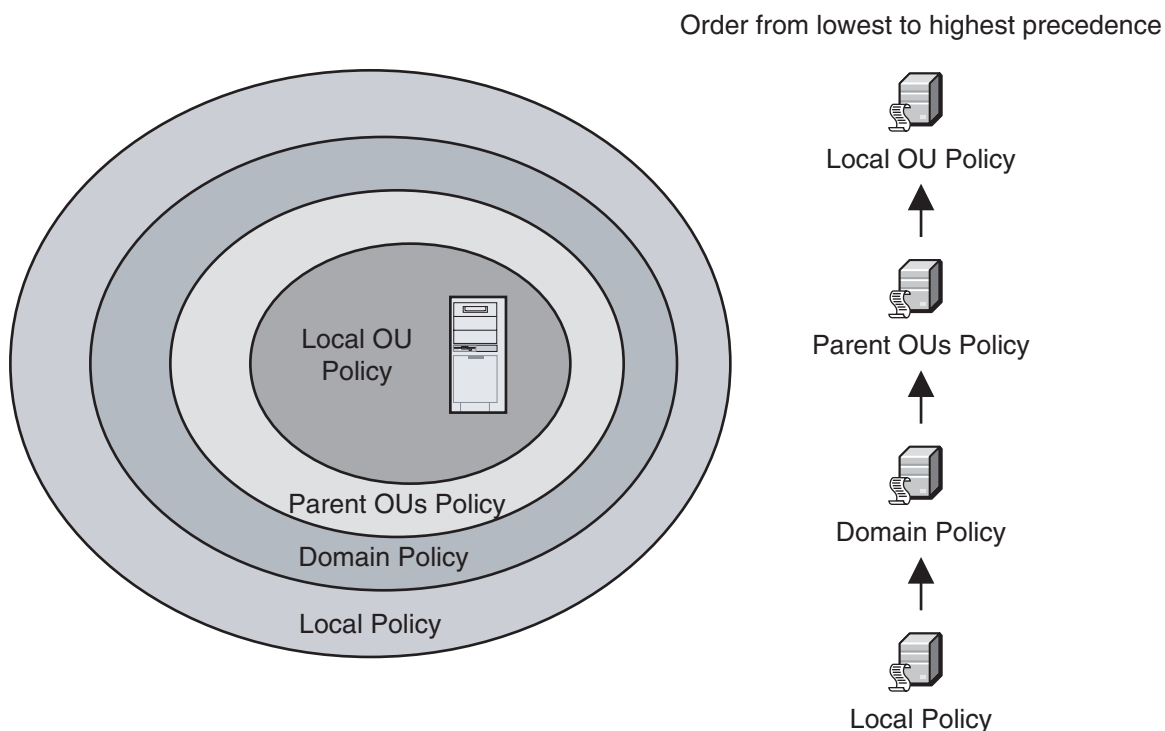 Order from lowest to highest precedence
Local OU
Policy
Parent OUs Policy
Domain Policy
Local Policy
Local OU Policy
Parent OUs Policy
Domain Policy
Local Policy